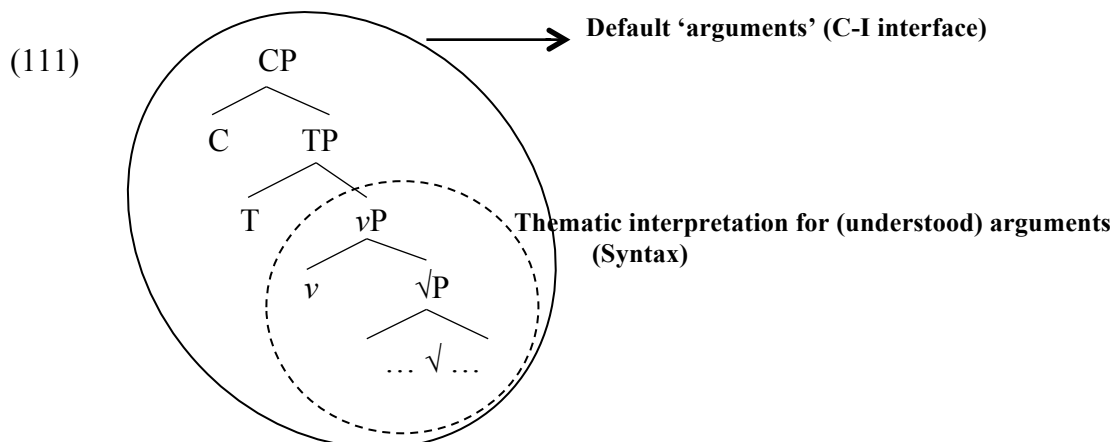 Default ‘arguments’ (C-I interface)
(111)
CP
C TP
T vP
Thematic interpretation for (understood) arguments
(Syntax)
v √P
… √ …